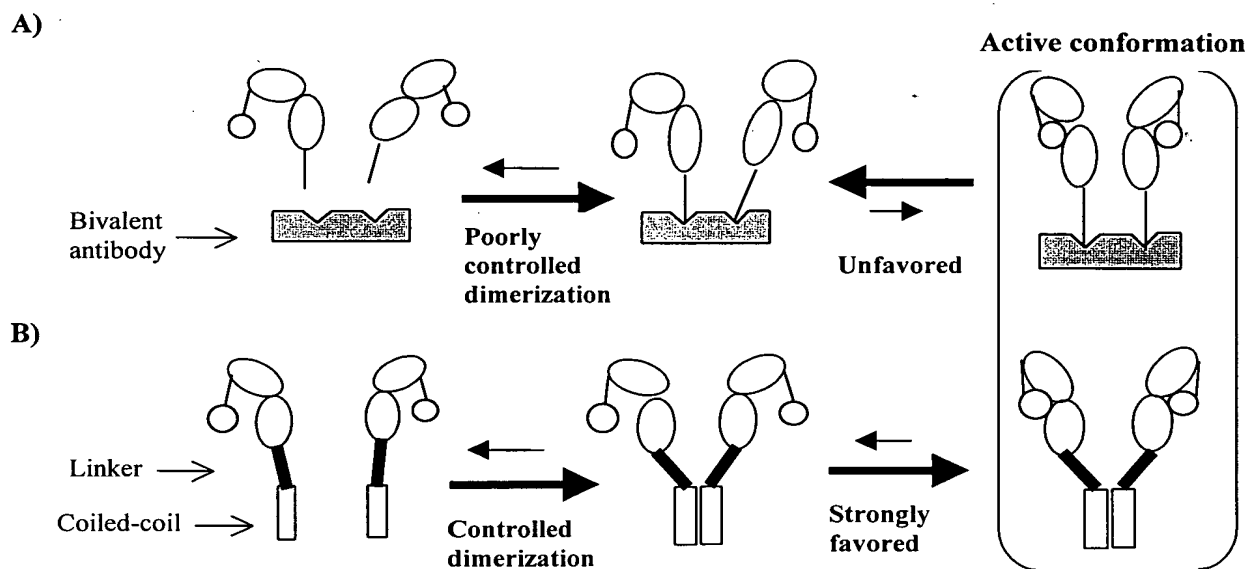 A)
Active conformation
Bivalent
antibody
Poorly
controlled
dimerization
Unfavored
B)
Linker
Coiled-coil
Controlled
dimerization
Strongly
favored